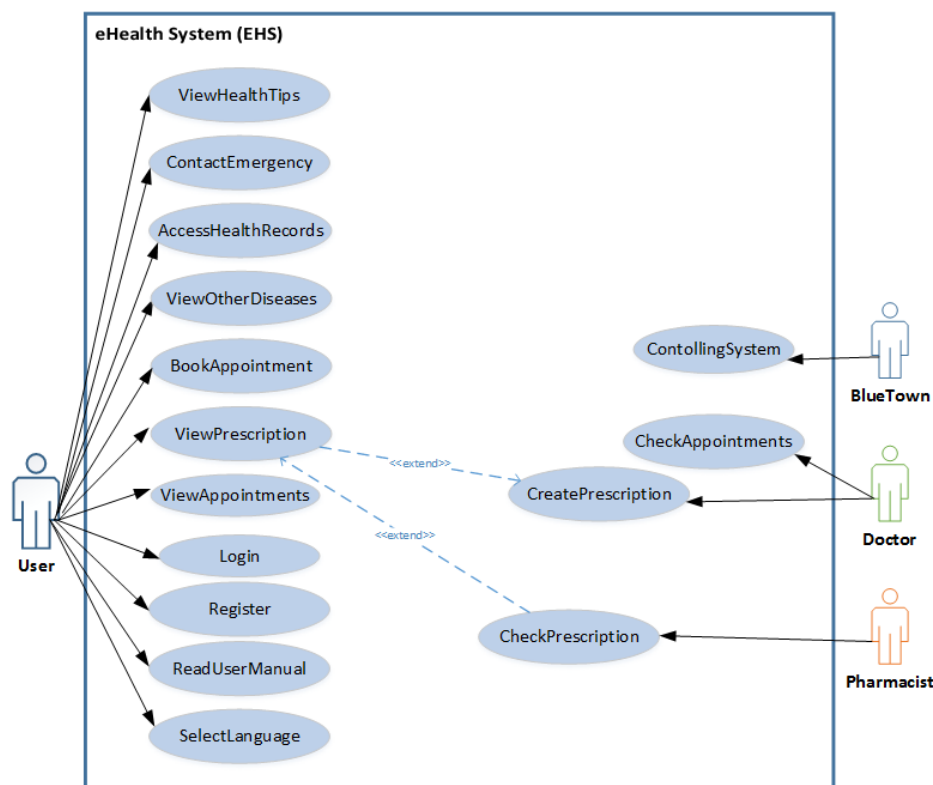 eHealth System (EHS)
ViewHealthTips
ContactEmergency
AccessHealthRecords
ViewOtherDiseases
BookAppointment
ViewPrescription
ViewAppointments
Login
Register
ReadUserManual
SelectLanguage
User
<<extend>>
<<extend>>
ContollingSystem
CheckAppointments
CreatePrescription
CheckPrescription
BlueTown
Doctor
Pharmacist